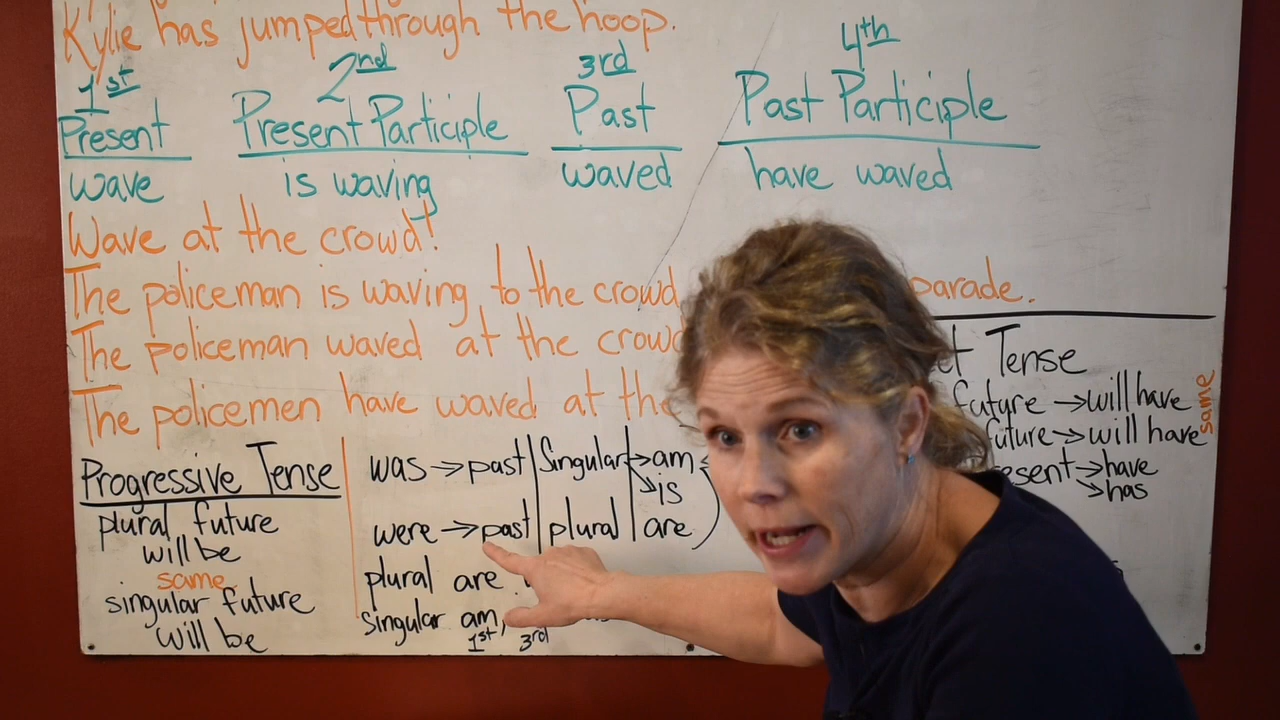 Kylie has jumped through the hoop.
1st 2nd 3rd 4th
Present Present Participle Past Past Participle
wave is waving waved have waved
Wave at the crowd!
The policeman is waving to the crowd parade.
The policeman waved at the crowd
The policemen have waved at the
Progressive Tense
plural future
will be
same
singular future
will be
was → past | Singular → am
↘ is
were → past | plural | are
plural are
singular am,
1st 3rd
Tense
future → will have
future → will have
same
→ have
↘ has